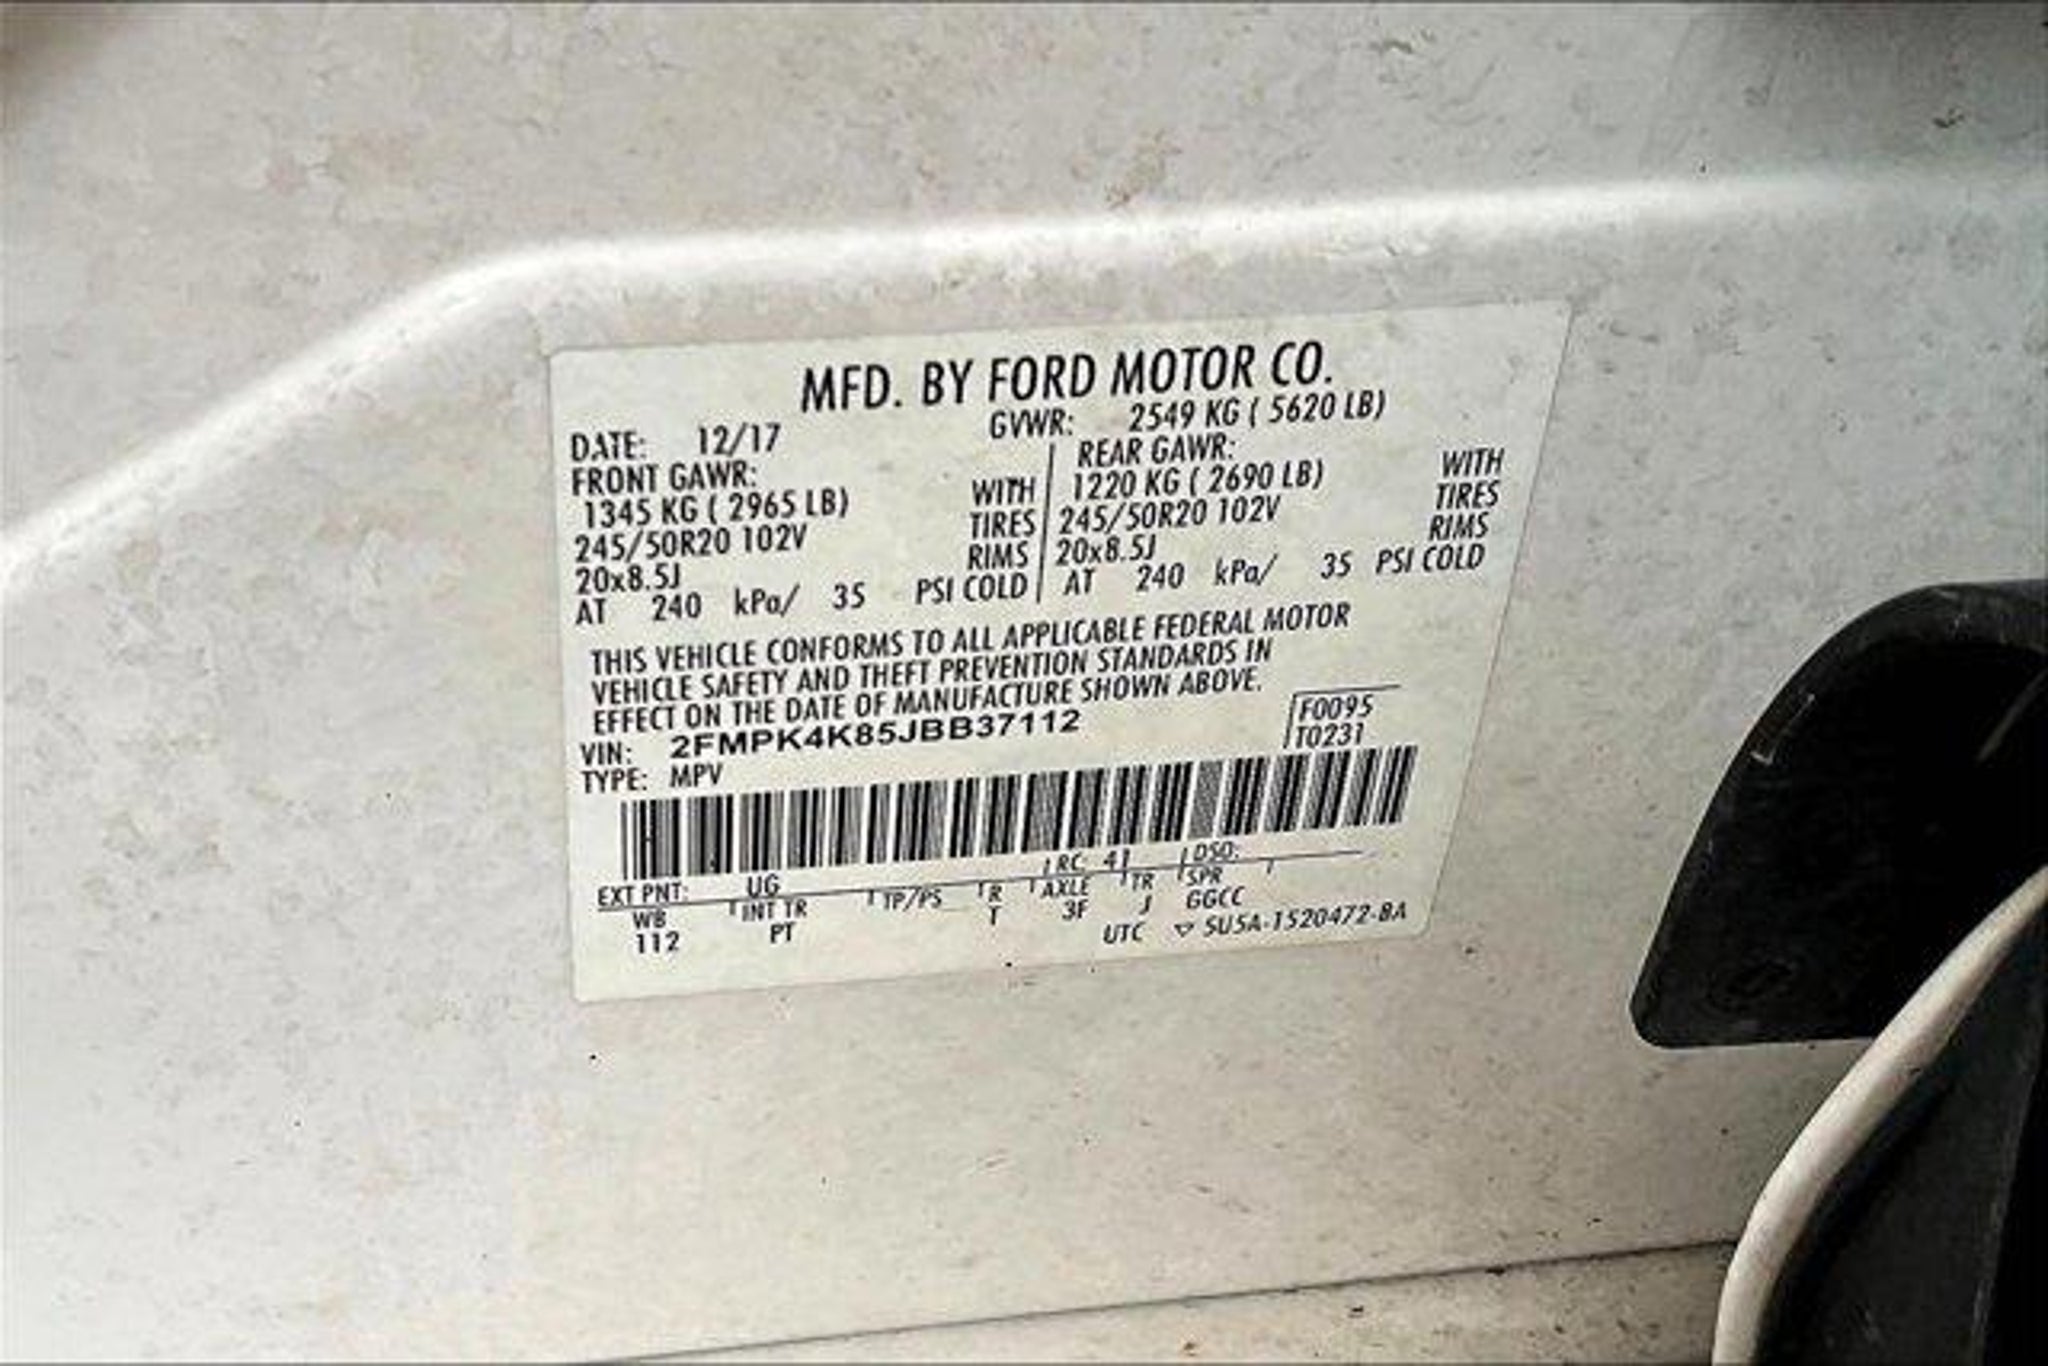 MFD. BY FORD MOTOR CO.
DATE: 12/17 GVWR: 2549 KG ( 5620 LB)
FRONT GAWR: REAR GAWR:
1345 KG ( 2965 LB) WITH 1220 KG ( 2690 LB) WITH
245/50R20 102V TIRES 245/50R20 102V TIRES
20x8.5J RIMS 20x8.5J RIMS
AT 240 kPa/ 35 PSI COLD AT 240 kPa/ 35 PSI COLD
THIS VEHICLE CONFORMS TO ALL APPLICABLE FEDERAL MOTOR
VEHICLE SAFETY AND THEFT PREVENTION STANDARDS IN
EFFECT ON THE DATE OF MANUFACTURE SHOWN ABOVE.
VIN: 2FMPK4K85JBB37112 F0095
TYPE: MPV T0231
EXT PNT: UG RC 41 DSO:
WB INT TR TP/PS R AXLE TR SPR
112 PT T 3F J GGCC
UTC ▽ SU5A-1520472-BA